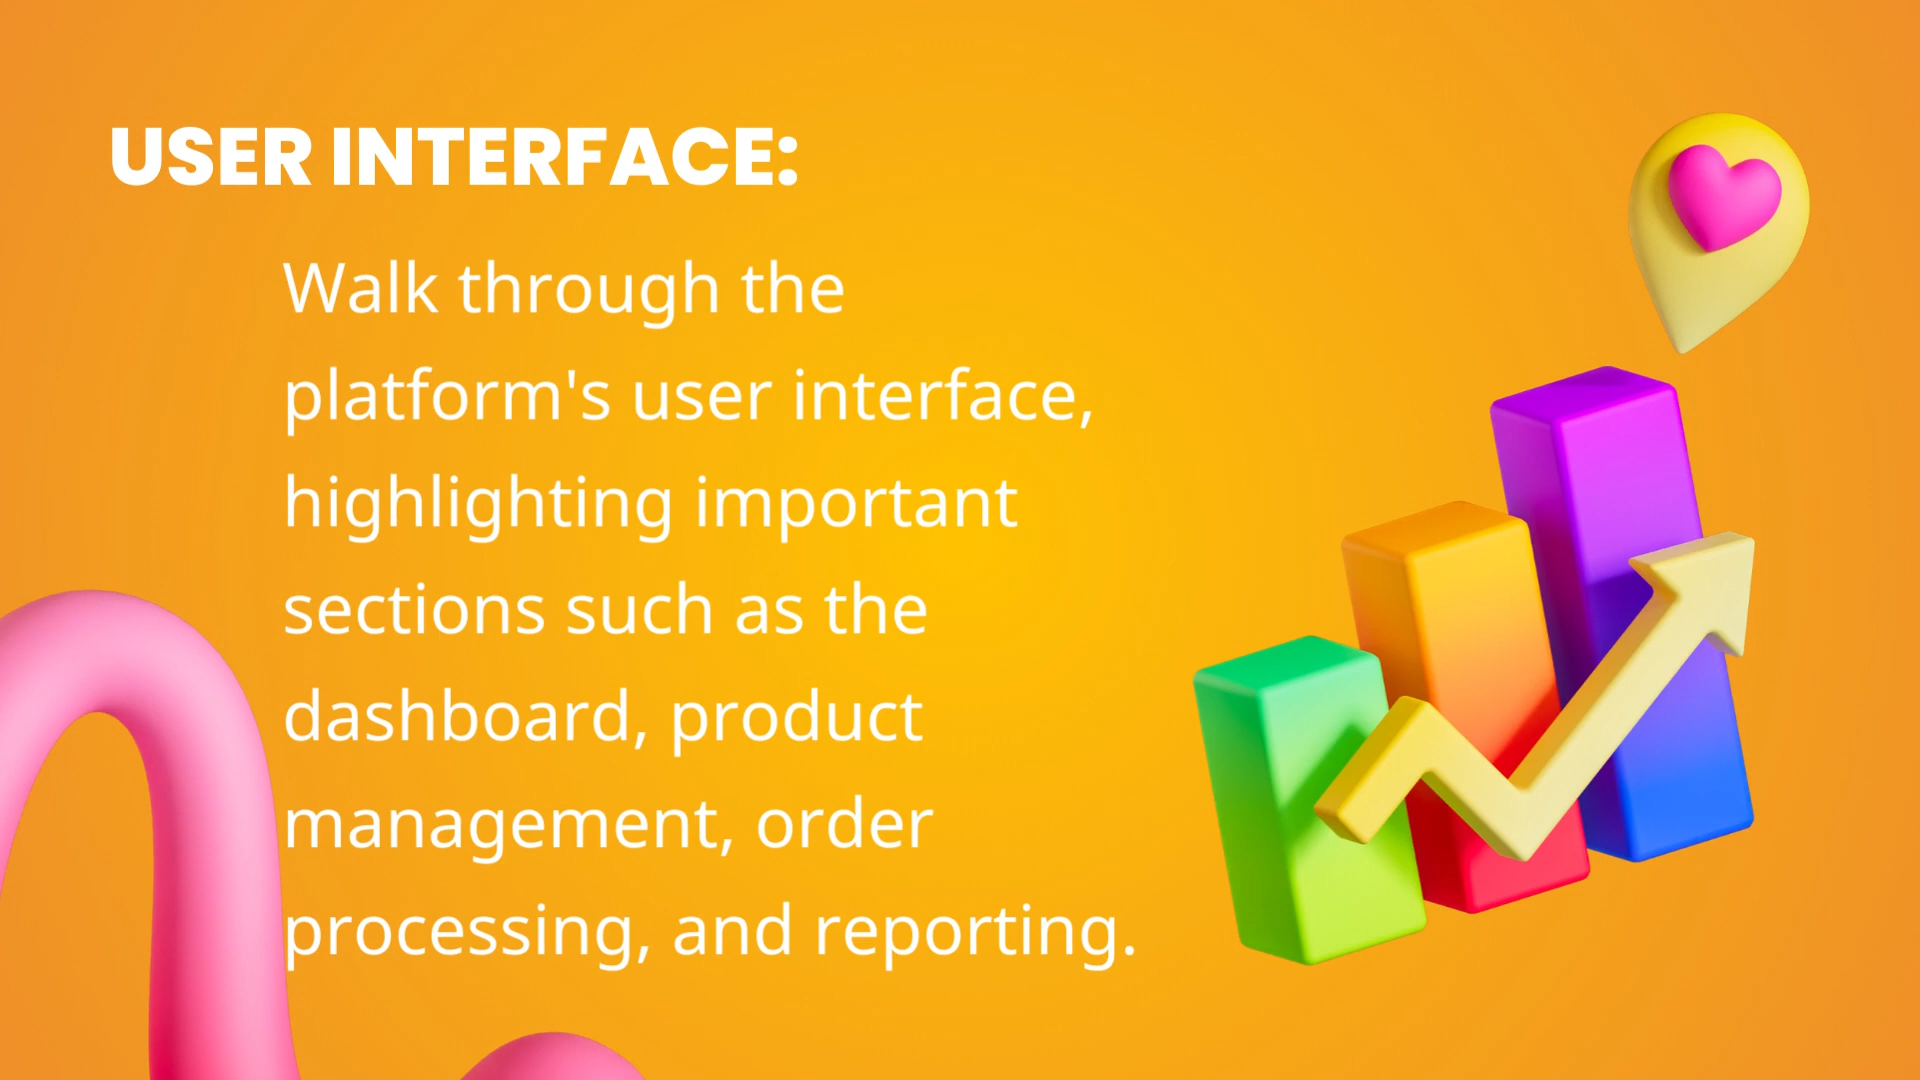 USER INTERFACE:
Walk through the
platform's user interface,
highlighting important
sections such as the
dashboard, product
management, order
processing, and reporting.